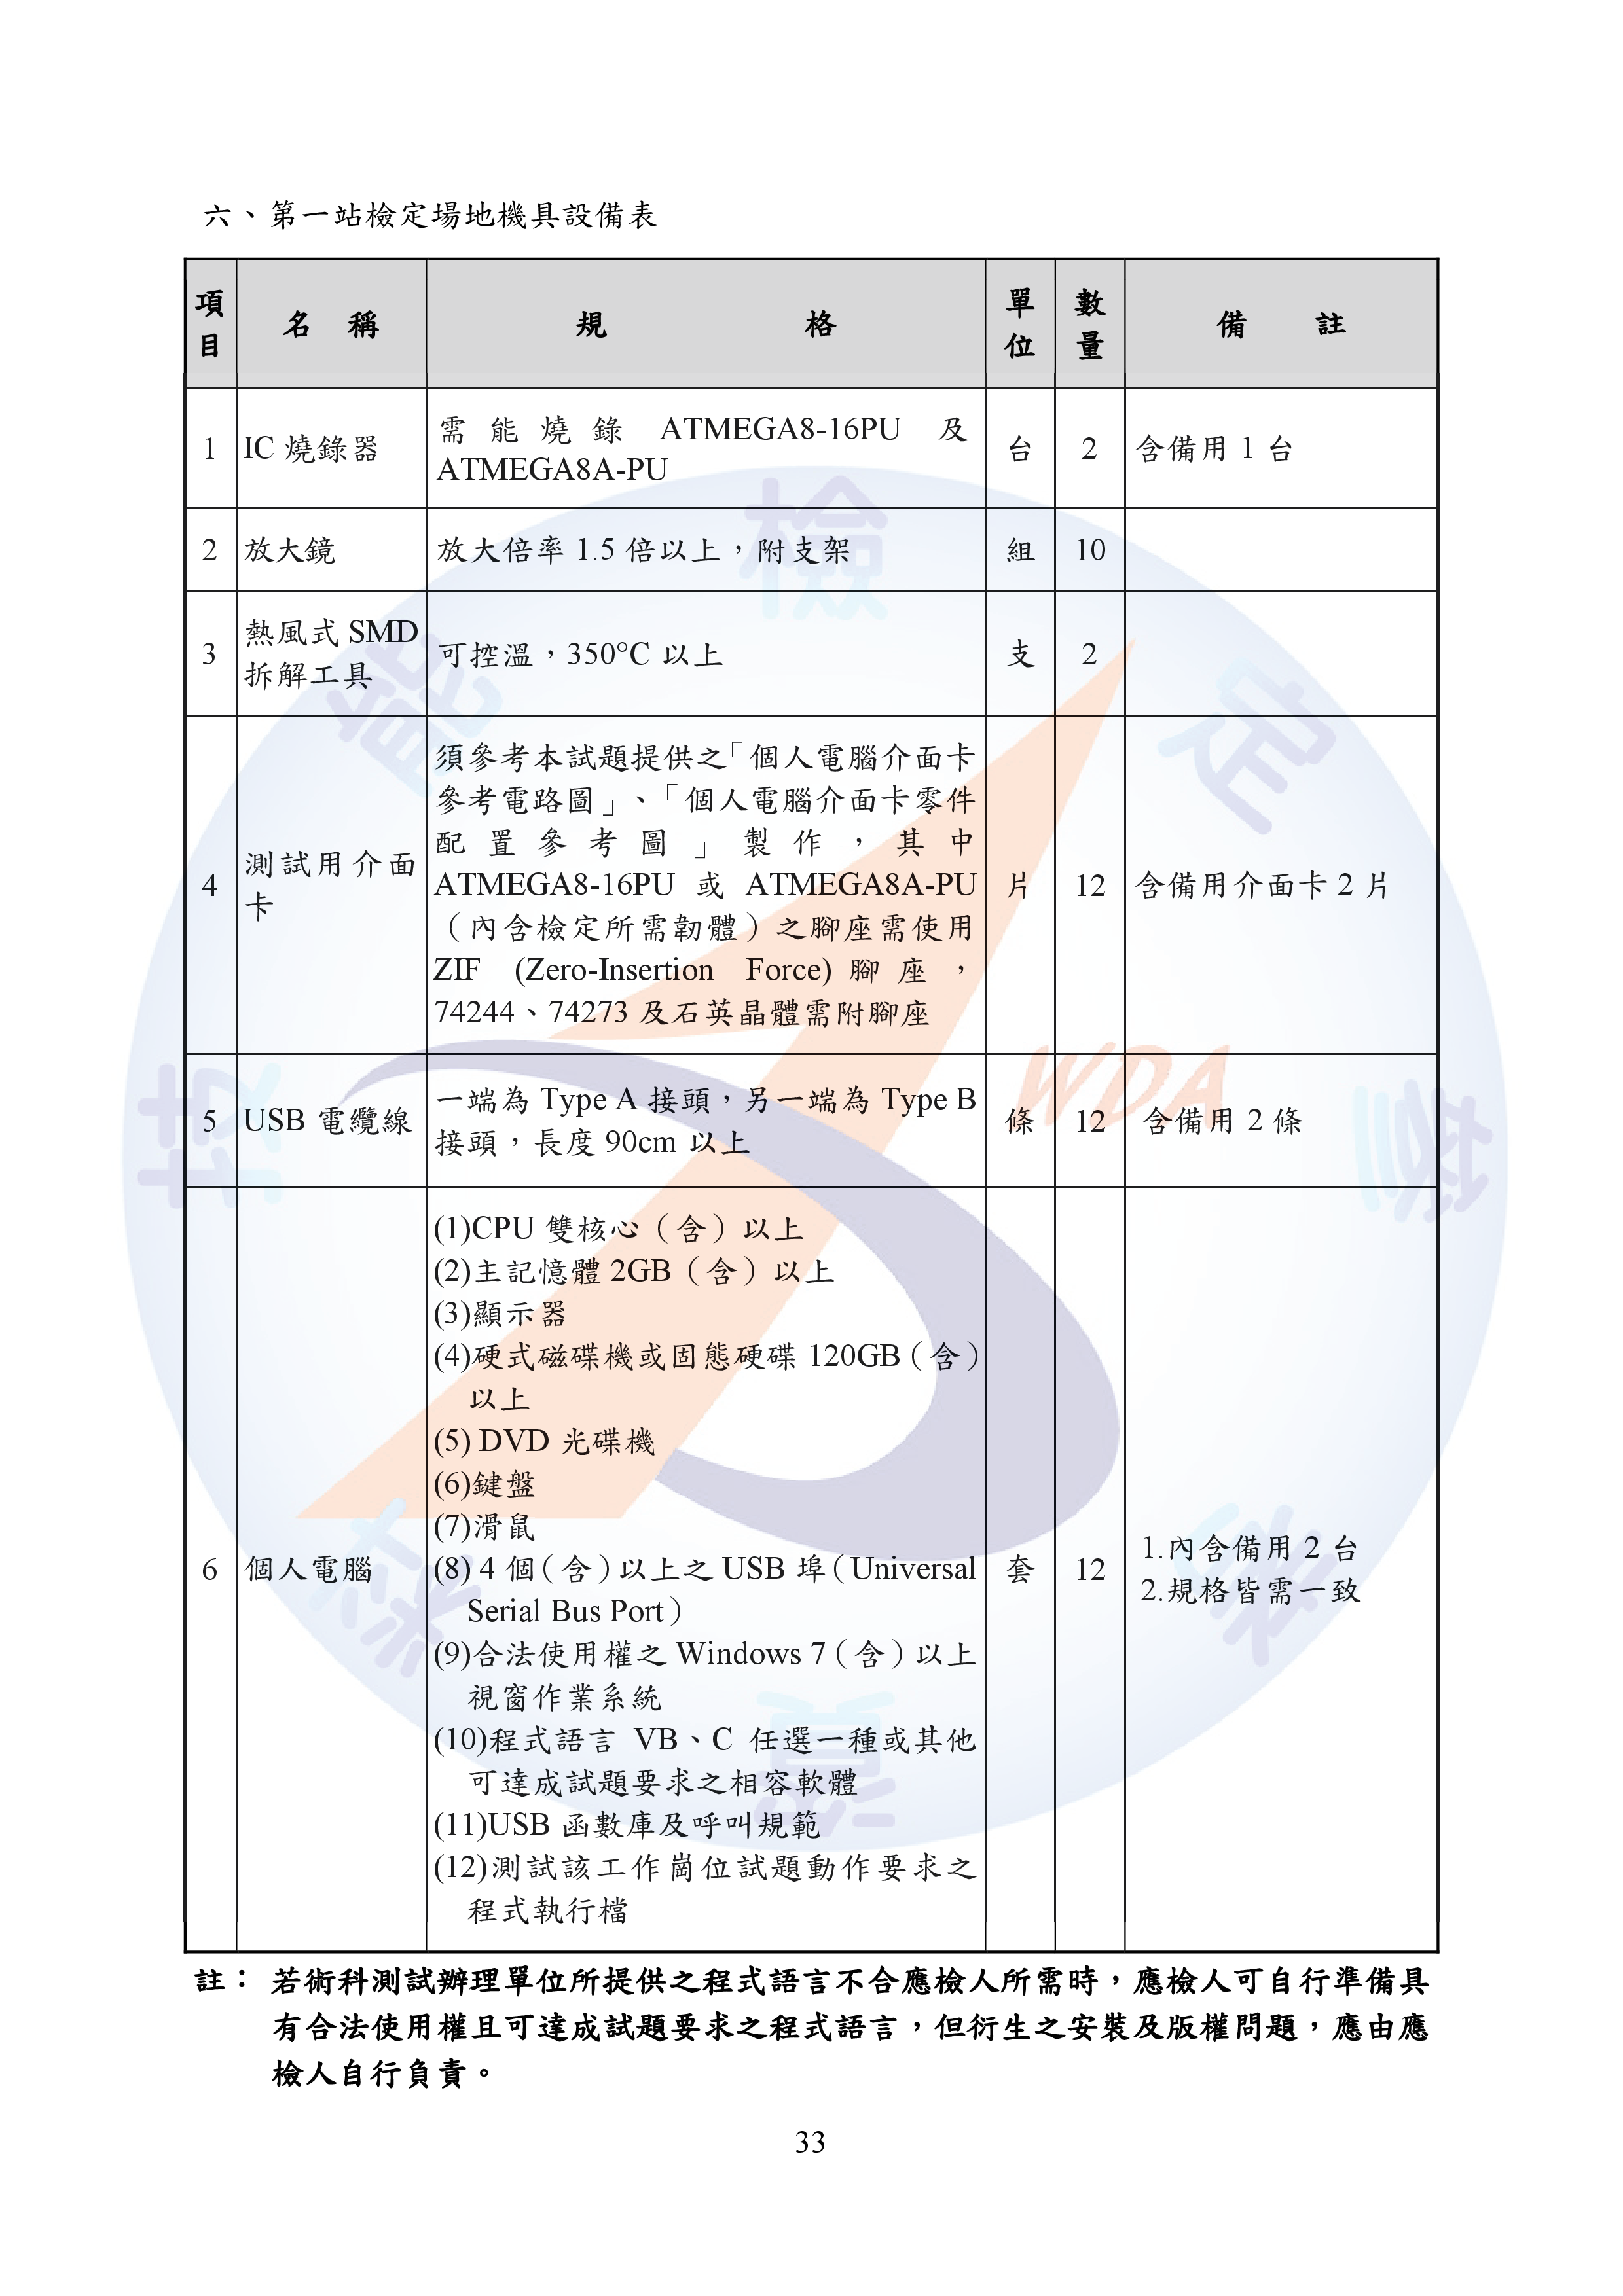 六、第一站檢定場地機具設備表
項目 名　稱 規　格 單位 數量 備　註
1 IC 燒錄器 需能燒錄 ATMEGA8-16PU 及
ATMEGA8A-PU 台 2 含備用 1 台
2 放大鏡 放大倍率 1.5 倍以上，附支架 組 10
3 熱風式 SMD
拆解工具 可控溫，350°C 以上 支 2
4 測試用介面
卡 須參考本試題提供之「個人電腦介面卡
參考電路圖」、「個人電腦介面卡零件
配置參考圖」製作，其中
ATMEGA8-16PU 或 ATMEGA8A-PU
（內含檢定所需韌體）之腳座需使用
ZIF (Zero-Insertion Force) 腳座，
74244、74273 及石英晶體需附腳座 片 12 含備用介面卡 2 片
5 USB 電纜線 一端為 Type A 接頭，另一端為 Type B
接頭，長度 90cm 以上 條 12 含備用 2 條
6 個人電腦
(1)CPU 雙核心（含）以上
(2)主記憶體 2GB（含）以上
(3)顯示器
(4)硬式磁碟機或固態硬碟 120GB（含）
以上
(5) DVD 光碟機
(6)鍵盤
(7)滑鼠
(8) 4 個（含）以上之 USB 埠（Universal
Serial Bus Port）
(9)合法使用權之 Windows 7（含）以上
視窗作業系統
(10)程式語言 VB、C 任選一種或其他
可達成試題要求之相容軟體
(11)USB 函數庫及呼叫規範
(12)測試該工作崗位試題動作要求之
程式執行檔
套 12
1.內含備用 2 台
2.規格皆需一致
註： 若術科測試辦理單位所提供之程式語言不合應檢人所需時，應檢人可自行準備具
有合法使用權且可達成試題要求之程式語言，但衍生之安裝及版權問題，應由應
檢人自行負責。
33
WDA